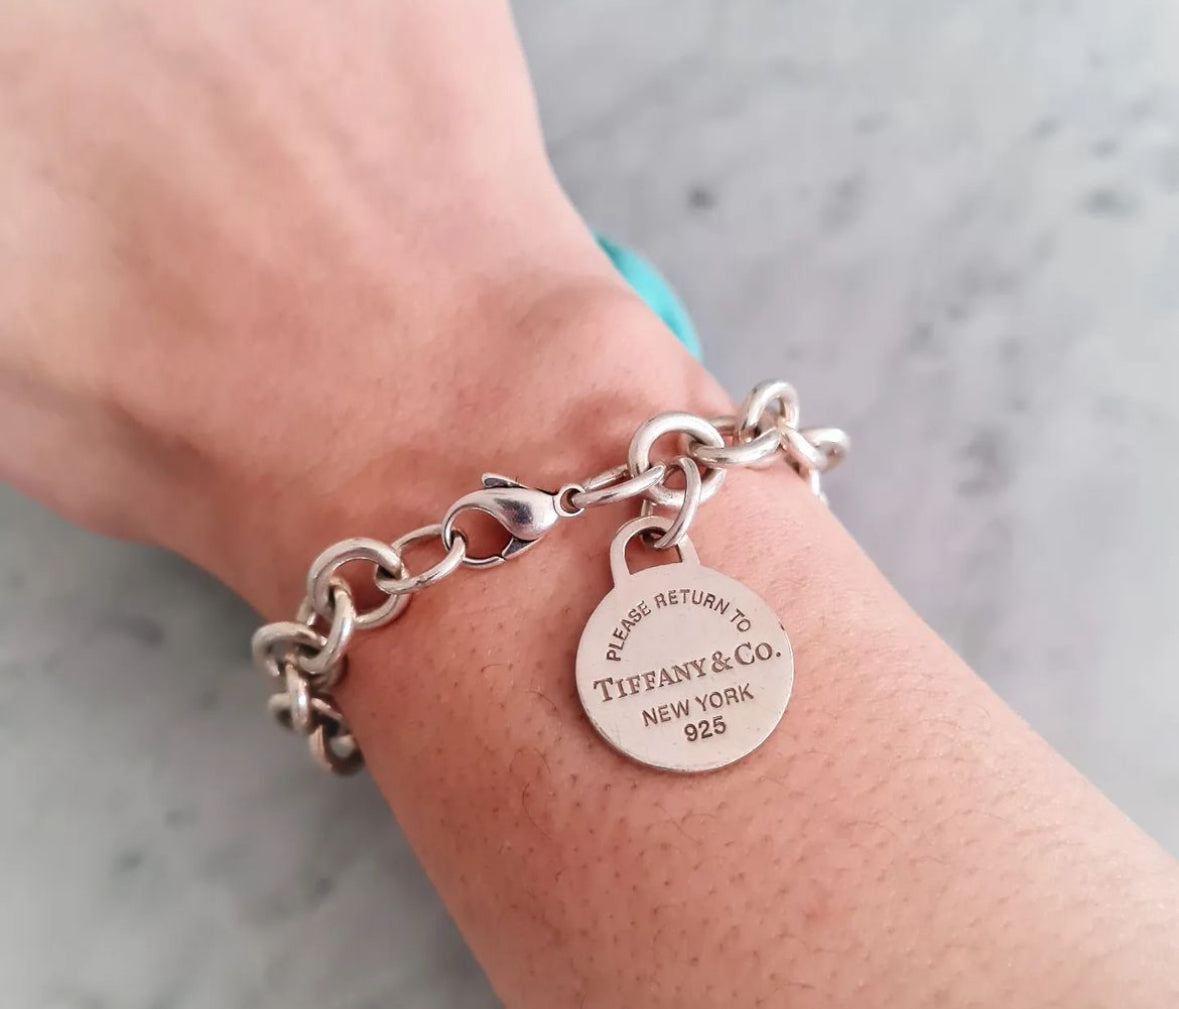 PLEASE RETURN TO
TIFFANY & CO.
NEW YORK
925